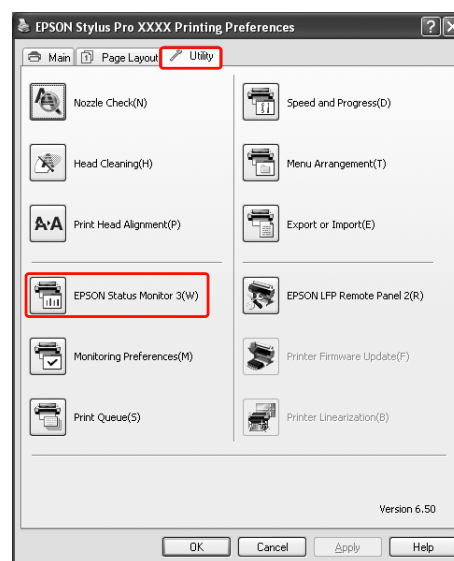 EPSON Stylus Pro XXXX Printing Preferences
Main
Page Layout
Utility
Nozzle Check(N)
Speed and Progress(D)
Head Cleaning(H)
Menu Arrangement(T)
A·A
Print Head Alignment(P)
Export or Import(E)
EPSON Status Monitor 3(W)
EPSON LFP Remote Panel 2(R)
Monitoring Preferences(M)
Printer Firmware Update(F)
Print Queue(S)
Printer Linearization(B)
Version 6.50
OK
Cancel
Apply
Help